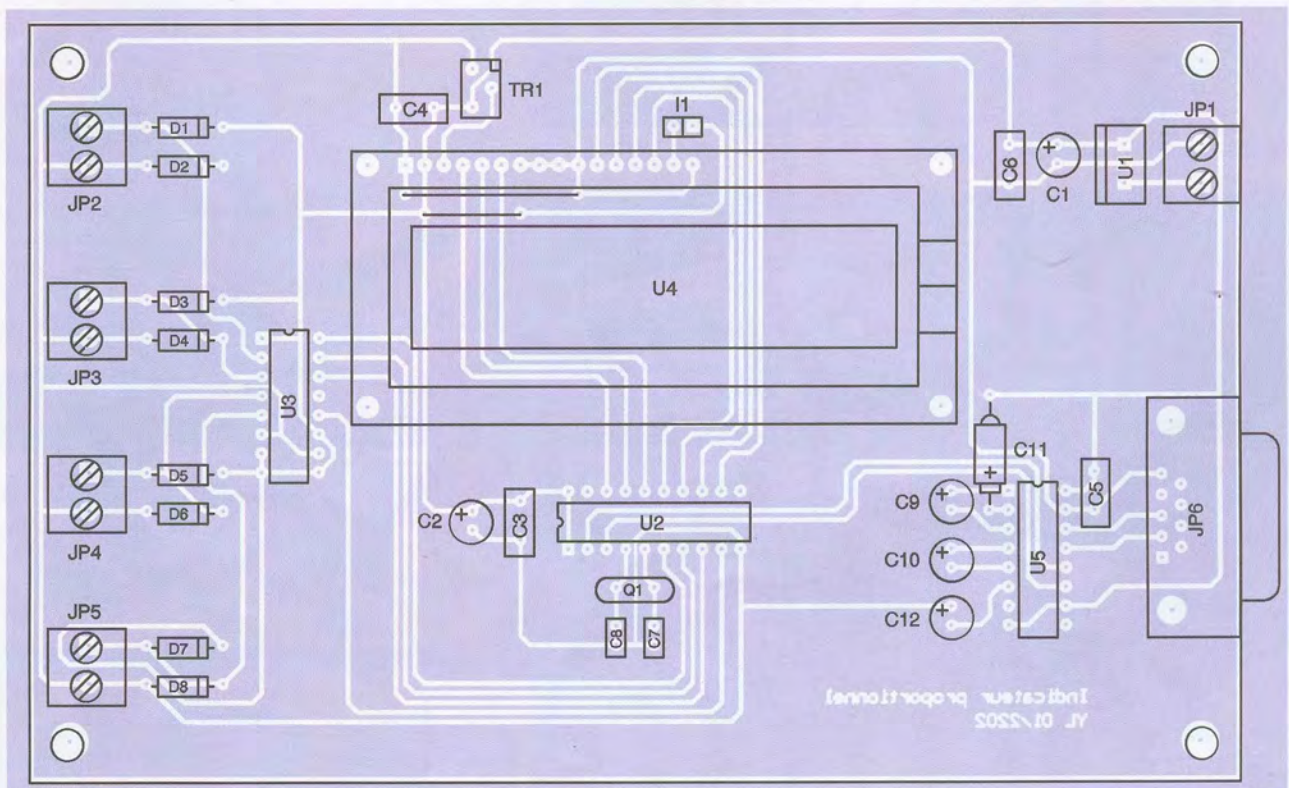 TR1
C4
I1
JP1
D1
D2
JP2
C6
C1
U1
U4
D3
D4
JP3
U3
C11
D5
D6
JP4
C2
C3
U2
C9
C5
JP6
C10
U5
Q1
JP5
C12
D7
C8
C7
D8
Indicateur proportionnel
YL 01/2202